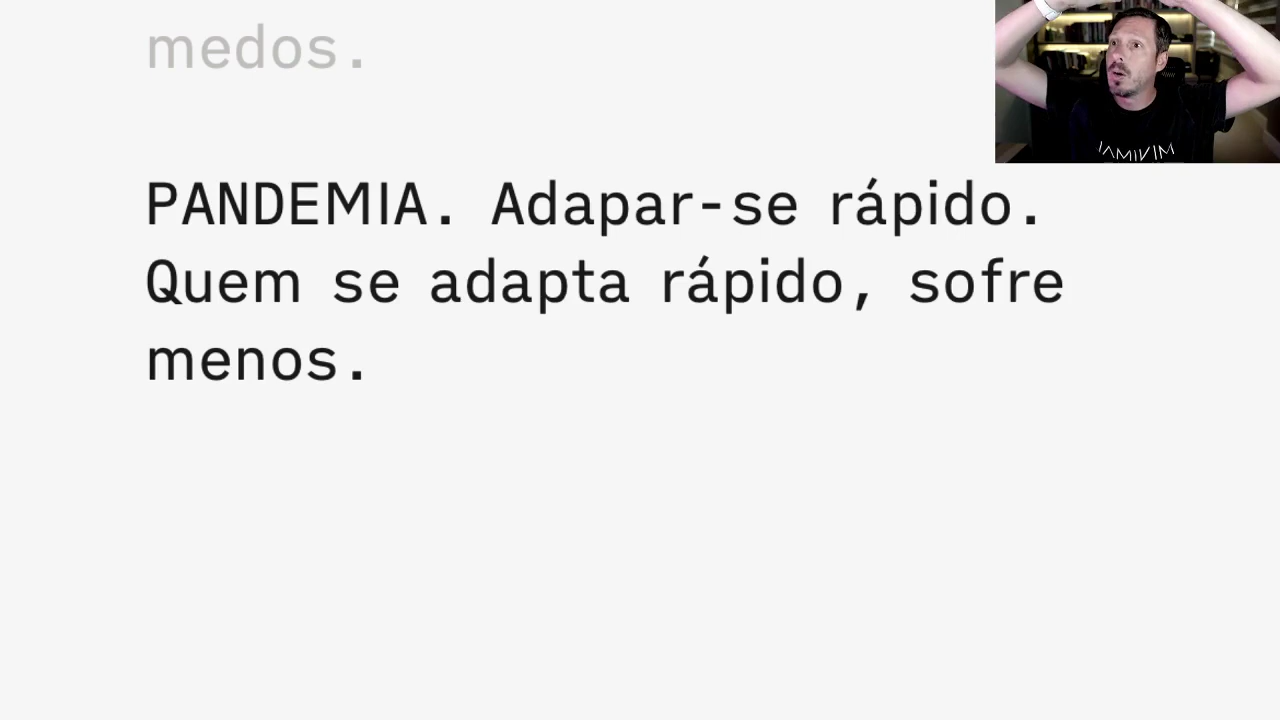 medos.
PANDEMIA. Adapar-se rápido.
Quem se adapta rápido, sofre
menos.